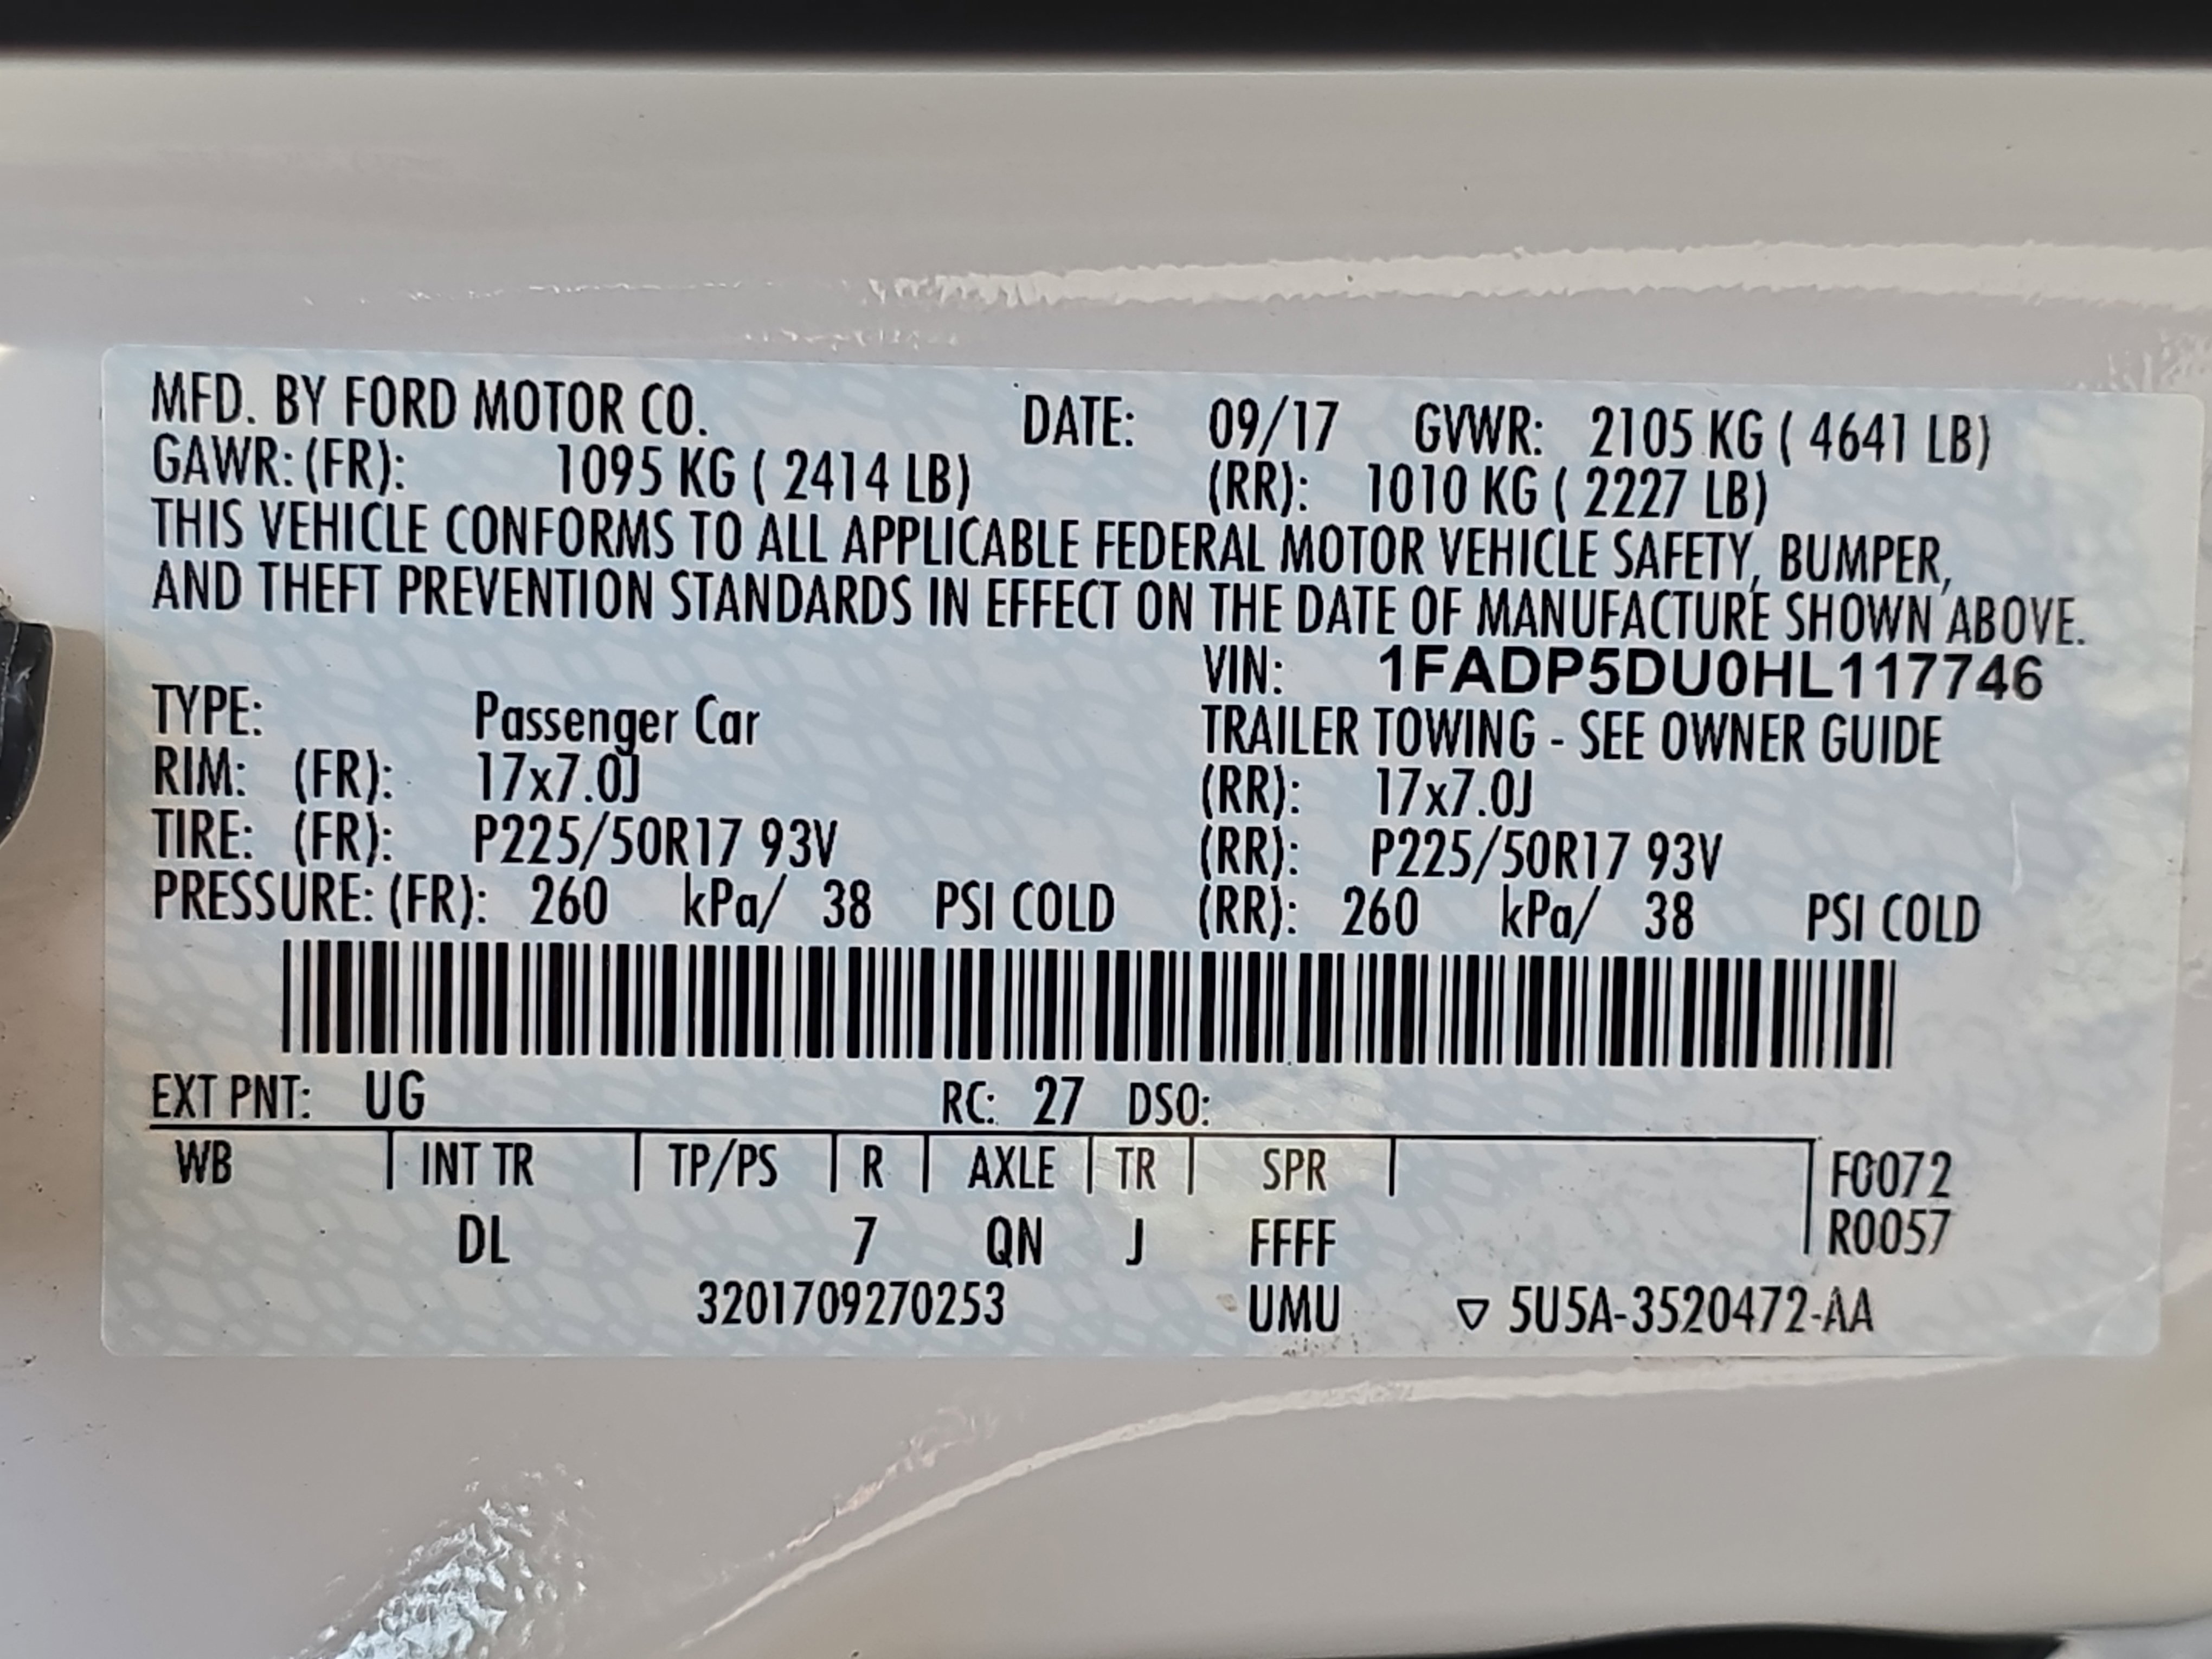 MFD. BY FORD MOTOR CO. DATE: 09/17 GVWR: 2105 KG ( 4641 LB)
GAWR: (FR): 1095 KG ( 2414 LB) (RR): 1010 KG ( 2227 LB)
THIS VEHICLE CONFORMS TO ALL APPLICABLE FEDERAL MOTOR VEHICLE SAFETY, BUMPER,
AND THEFT PREVENTION STANDARDS IN EFFECT ON THE DATE OF MANUFACTURE SHOWN ABOVE.
VIN: 1FADP5DU0HL117746
TYPE: Passenger Car TRAILER TOWING - SEE OWNER GUIDE
RIM: (FR): 17x7.0J (RR): 17x7.0J
TIRE: (FR): P225/50R17 93V (RR): P225/50R17 93V
PRESSURE: (FR): 260 kPa/ 38 PSI COLD (RR): 260 kPa/ 38 PSI COLD
EXT PNT: UG RC: 27 DSO:
WB INT TR TP/PS R AXLE TR SPR F0072
DL 7 QN J FFFF R0057
3201709270253 UMU ▽ 5U5A-3520472-AA